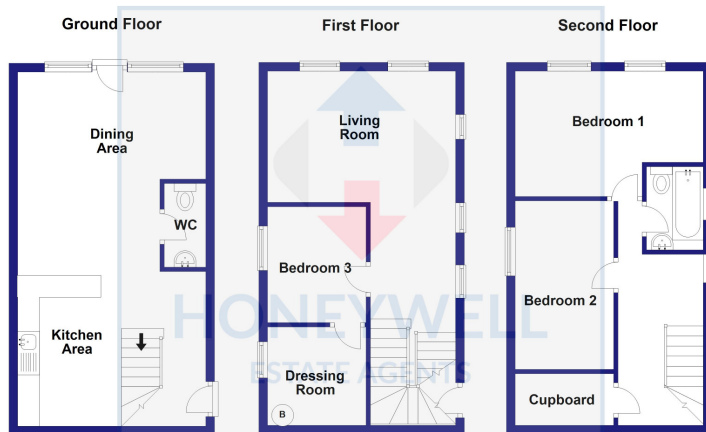 Ground Floor
First Floor
Second Floor
Dining
Area
WC
Kitchen
Area
Living
Room
Bedroom 3
Dressing
Room
B
Bedroom 1
Bedroom 2
Cupboard
HONEYWELL
ESTATE AGENTS